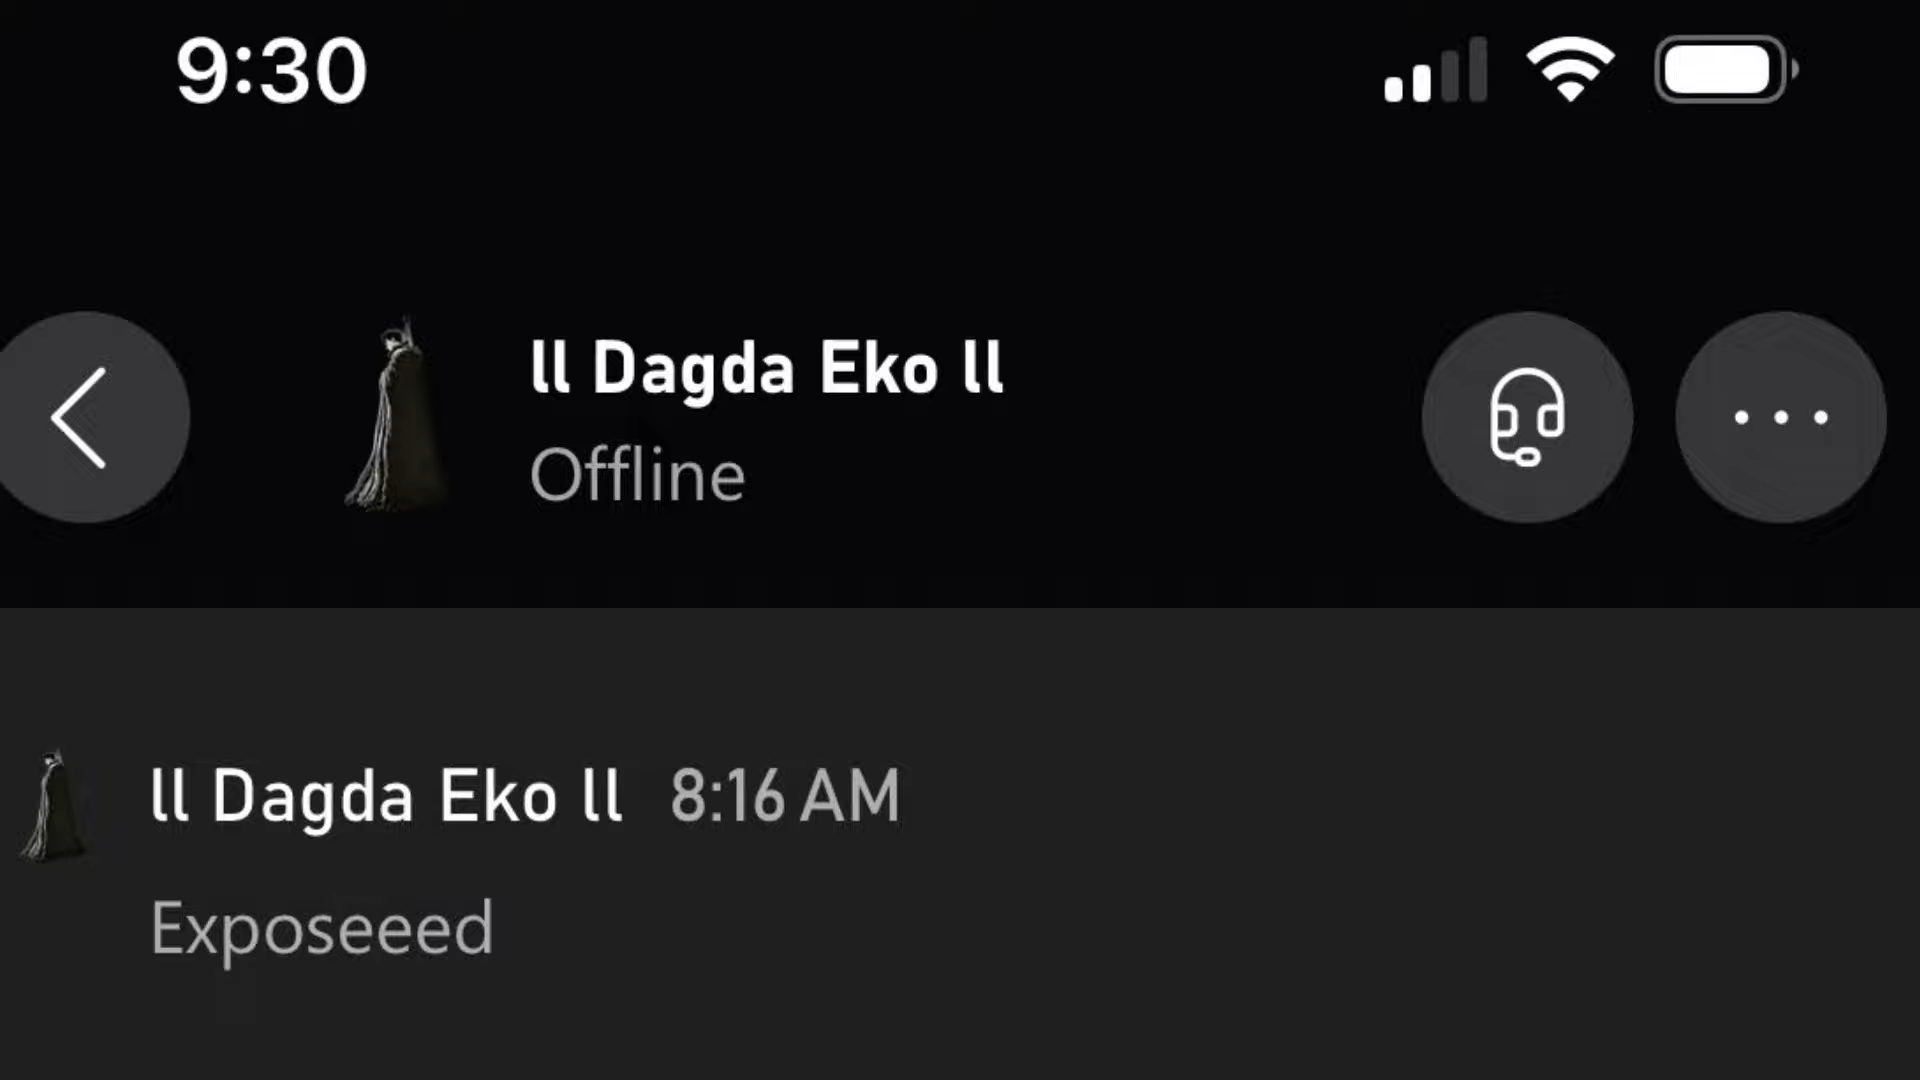 9:30
ll Dagda Eko ll
Offline
ll Dagda Eko ll 8:16 AM
Exposeeed